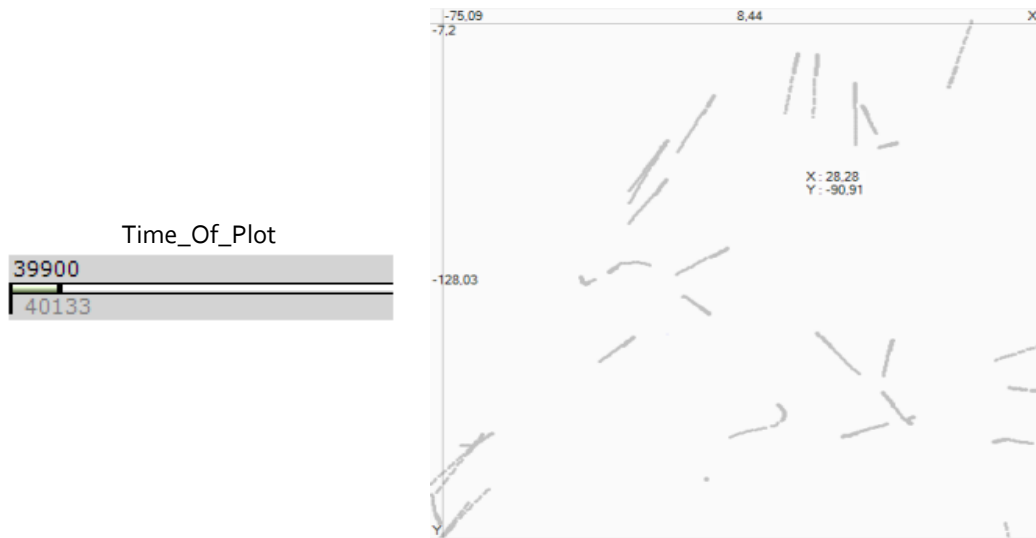 Time_Of_Plot
39900
40133
-75,09
8,44
X
-7,2
X : 28,28
Y : -90,91
-128,03
Y